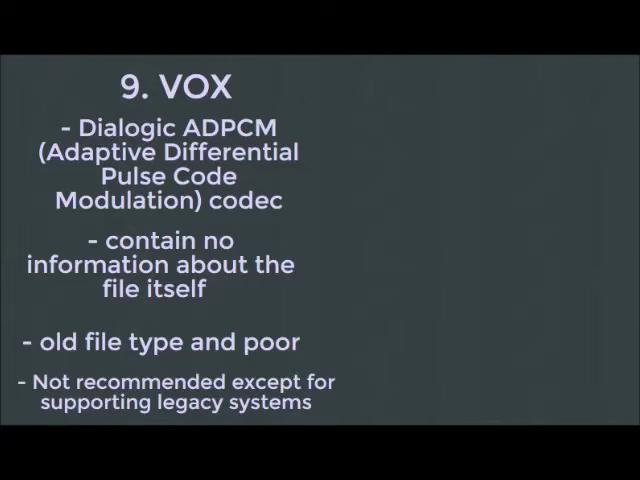 9. VOX
- Dialogic ADPCM
(Adaptive Differential
Pulse Code
Modulation) codec
- contain no
information about the
file itself
- old file type and poor
- Not recommended except for
supporting legacy systems